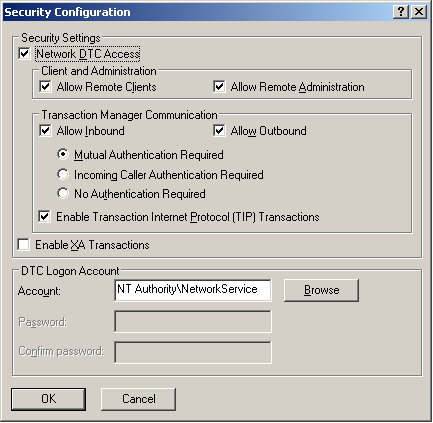 Security Configuration
Security Settings
Network DTC Access
Client and Administration
Allow Remote Clients Allow Remote Administration
Transaction Manager Communication
Allow Inbound Allow Outbound
Mutual Authentication Required
Incoming Caller Authentication Required
No Authentication Required
Enable Transaction Internet Protocol (TIP) Transactions
Enable XA Transactions
DTC Logon Account
Account: NT Authority\NetworkService Browse
Password:
Confirm password:
OK Cancel